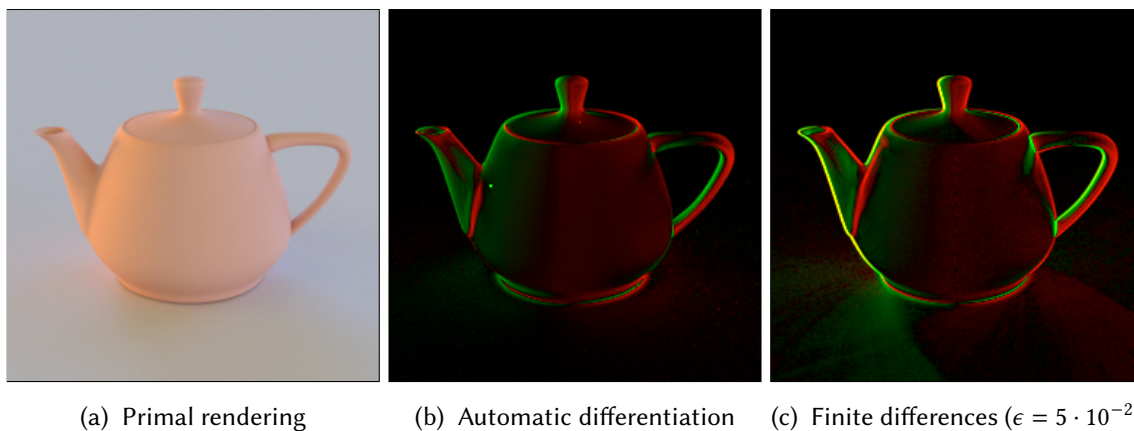 (a) Primal rendering
(b) Automatic differentiation
(c) Finite differences (ϵ = 5 · 10⁻²